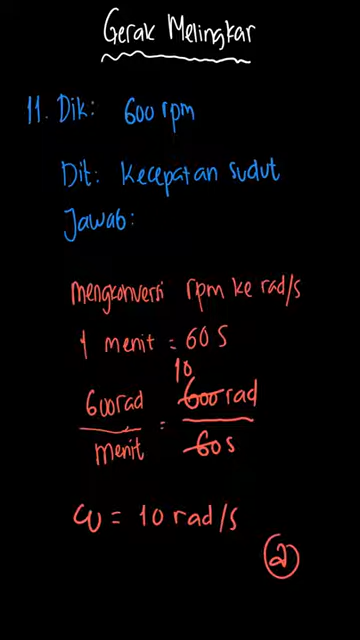 Gerak Melingkar
11. Dik: 600 rpm
Dit: Kecepatan sudut
Jawab:
mengkonversi rpm ke rad/s
1 menit = 60 S
10
600 rad / menit = 600 rad / 60 s
ω = 10 rad/s